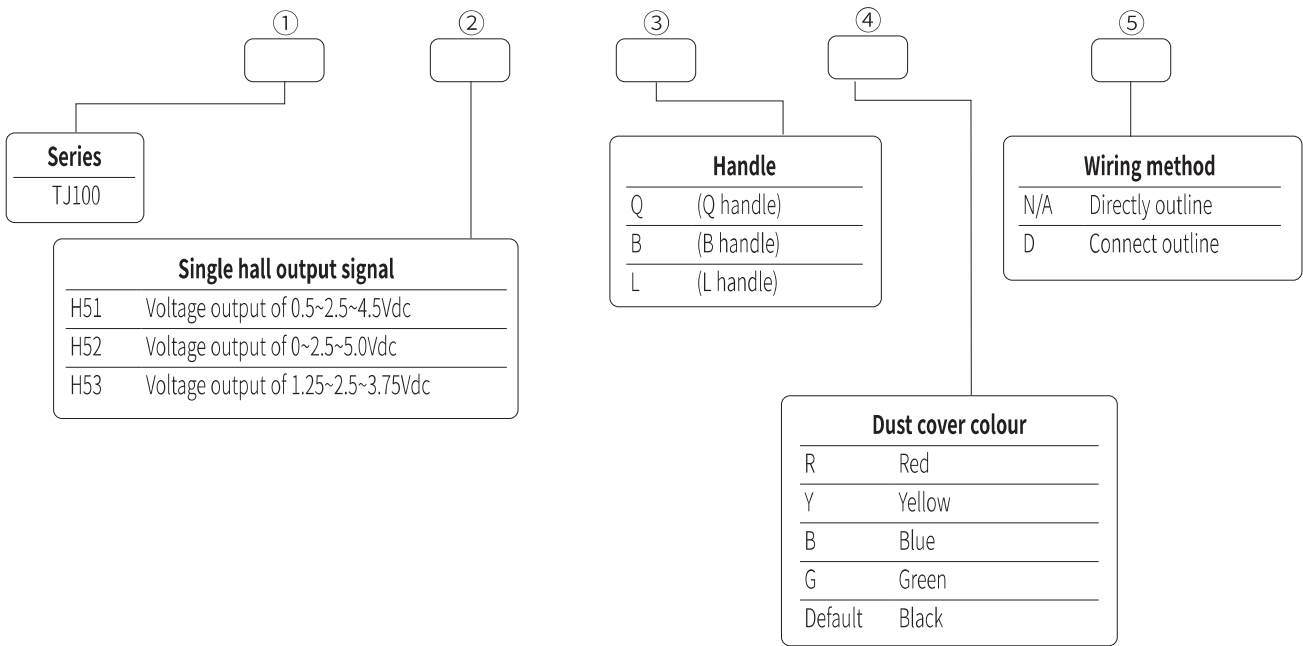 ① ② ③ ④ ⑤
Series
TJ100
Single hall output signal
H51 Voltage output of 0.5~2.5~4.5Vdc
H52 Voltage output of 0~2.5~5.0Vdc
H53 Voltage output of 1.25~2.5~3.75Vdc
Handle
Q (Q handle)
B (B handle)
L (L handle)
Dust cover colour
R Red
Y Yellow
B Blue
G Green
Default Black
Wiring method
N/A Directly outline
D Connect outline